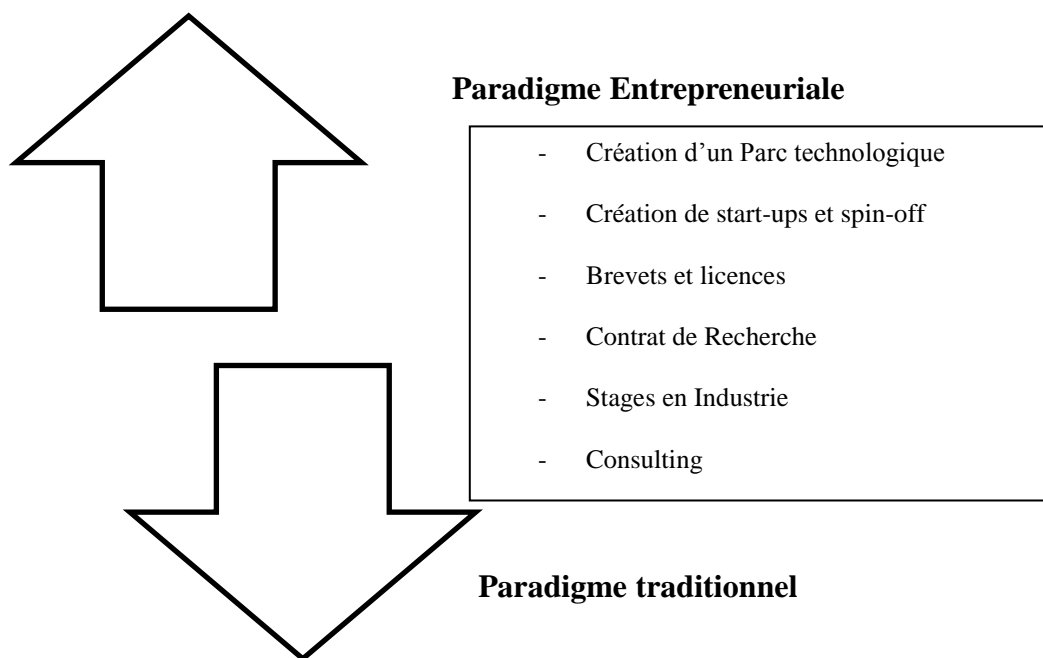 Paradigme Entrepreneuriale
- Création d’un Parc technologique
- Création de start-ups et spin-off
- Brevets et licences
- Contrat de Recherche
- Stages en Industrie
- Consulting
Paradigme traditionnel